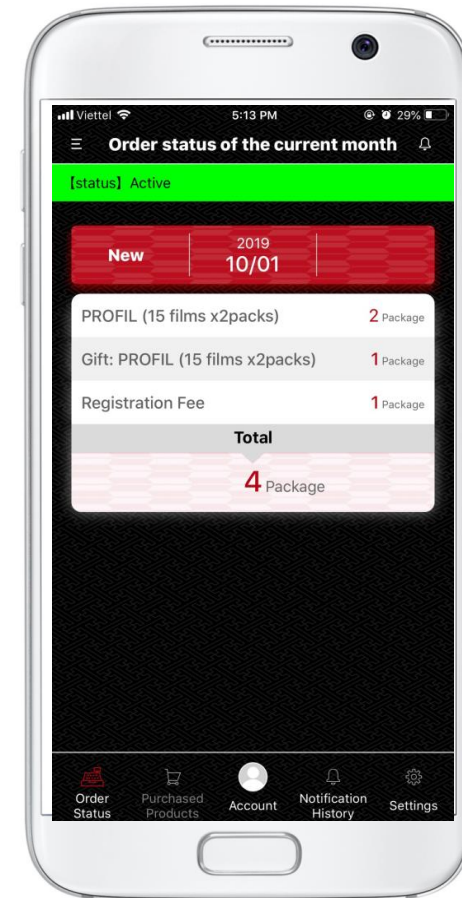 Viettel 5:13 PM 29%
Order status of the current month
【status】Active
New 2019 10/01
PROFIL (15 films x2packs) 2 Package
Gift: PROFIL (15 films x2packs) 1 Package
Registration Fee 1 Package
Total
4 Package
Order Status
Purchased Products
Account
Notification History
Settings